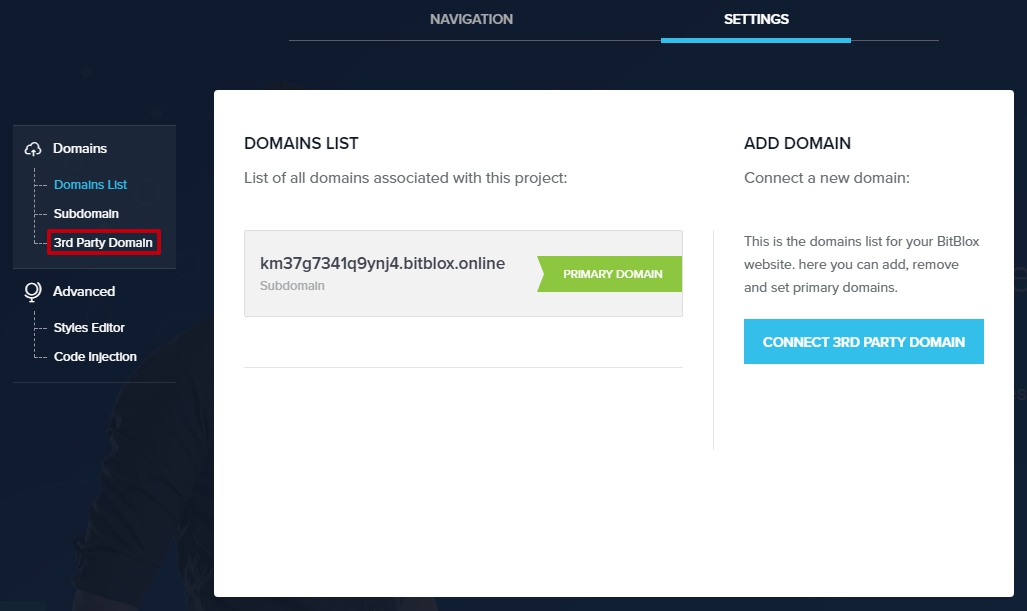 NAVIGATION
SETTINGS
Domains
Domains List
Subdomain
3rd Party Domain
Advanced
Styles Editor
Code Injection
DOMAINS LIST
List of all domains associated with this project:
km37g7341q9ynj4.bitblox.online
Subdomain
PRIMARY DOMAIN
ADD DOMAIN
Connect a new domain:
This is the domains list for your BitBlox
website. here you can add, remove
and set primary domains.
CONNECT 3RD PARTY DOMAIN